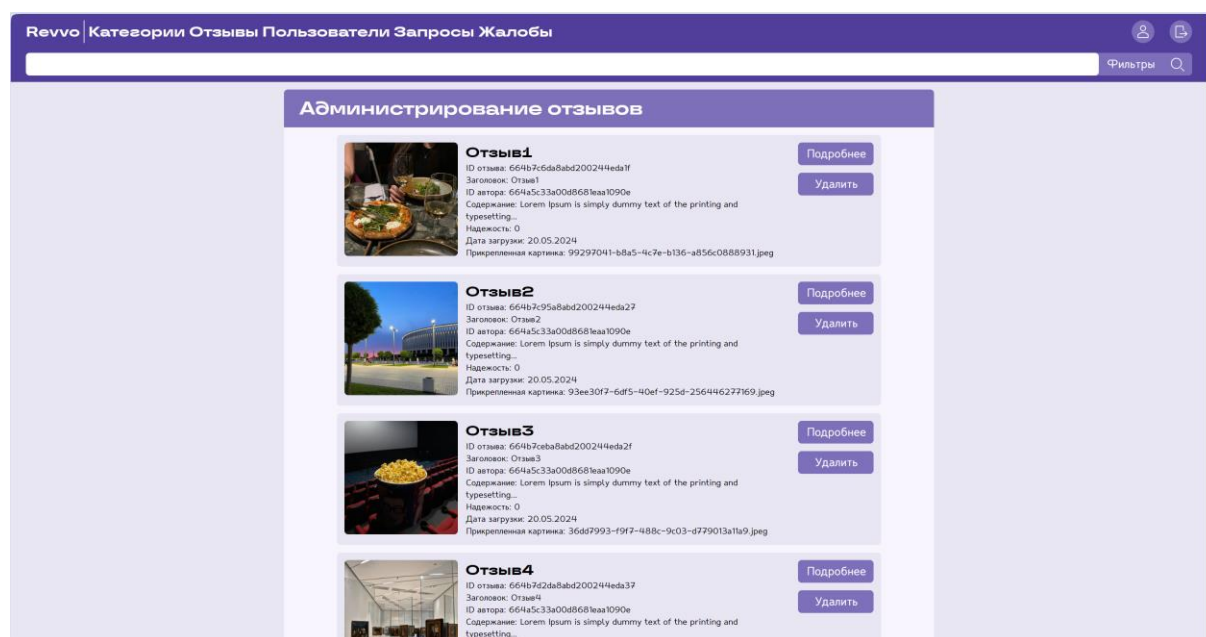 Revvo Категории Отзывы Пользователи Запросы Жалобы
Фильтры
Администрирование отзывов
Отзыв1
ID отзыва: 664b7c6da8abd200244eda1f
Заголовок: Отзыв1
ID автора: 664a5c33a00d8681eaa1090e
Содержание: Lorem Ipsum is simply dummy text of the printing and
typesetting...
Надежость: 0
Дата загрузки: 20.05.2024
Прикрепленная картинка: 99297041-b8a5-4c7e-b136-a856c0888931.jpeg
Подробнее
Удалить
Отзыв2
ID отзыва: 664b7c95a8abd200244eda27
Заголовок: Отзыв2
ID автора: 664a5c33a00d8681eaa1090e
Содержание: Lorem Ipsum is simply dummy text of the printing and
typesetting...
Надежость: 0
Дата загрузки: 20.05.2024
Прикрепленная картинка: 93ee30f7-6df5-40ef-925d-256446277169.jpeg
Подробнее
Удалить
Отзыв3
ID отзыва: 664b7ceba8abd200244eda2f
Заголовок: Отзыв3
ID автора: 664a5c33a00d8681eaa1090e
Содержание: Lorem Ipsum is simply dummy text of the printing and
typesetting...
Надежость: 0
Дата загрузки: 20.05.2024
Прикрепленная картинка: 36dd7993-f9f7-488c-9c03-d779013a11a9.jpeg
Подробнее
Удалить
Отзыв4
ID отзыва: 664b7d2da8abd200244eda37
Заголовок: Отзыв4
ID автора: 664a5c33a00d8681eaa1090e
Содержание: Lorem Ipsum is simply dummy text of the printing and
typesetting...
Подробнее
Удалить